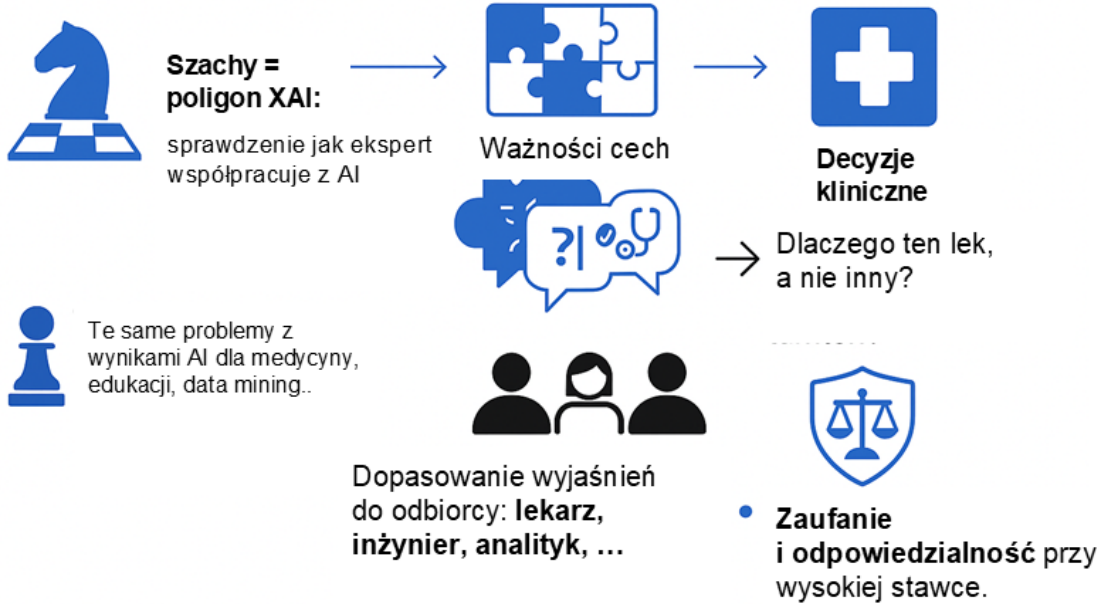 Szachy =
poligon XAI:
sprawdzenie jak ekspert
współpracuje z AI
Ważności cech
Decyzje
kliniczne
?|
Dlaczego ten lek,
a nie inny?
Te same problemy z
wynikami AI dla medycyny,
edukacji, data mining..
Dopasowanie wyjaśnień
do odbiorcy: lekarz,
inżynier, analityk, ...
• Zaufanie
i odpowiedzialność przy
wysokiej stawce.